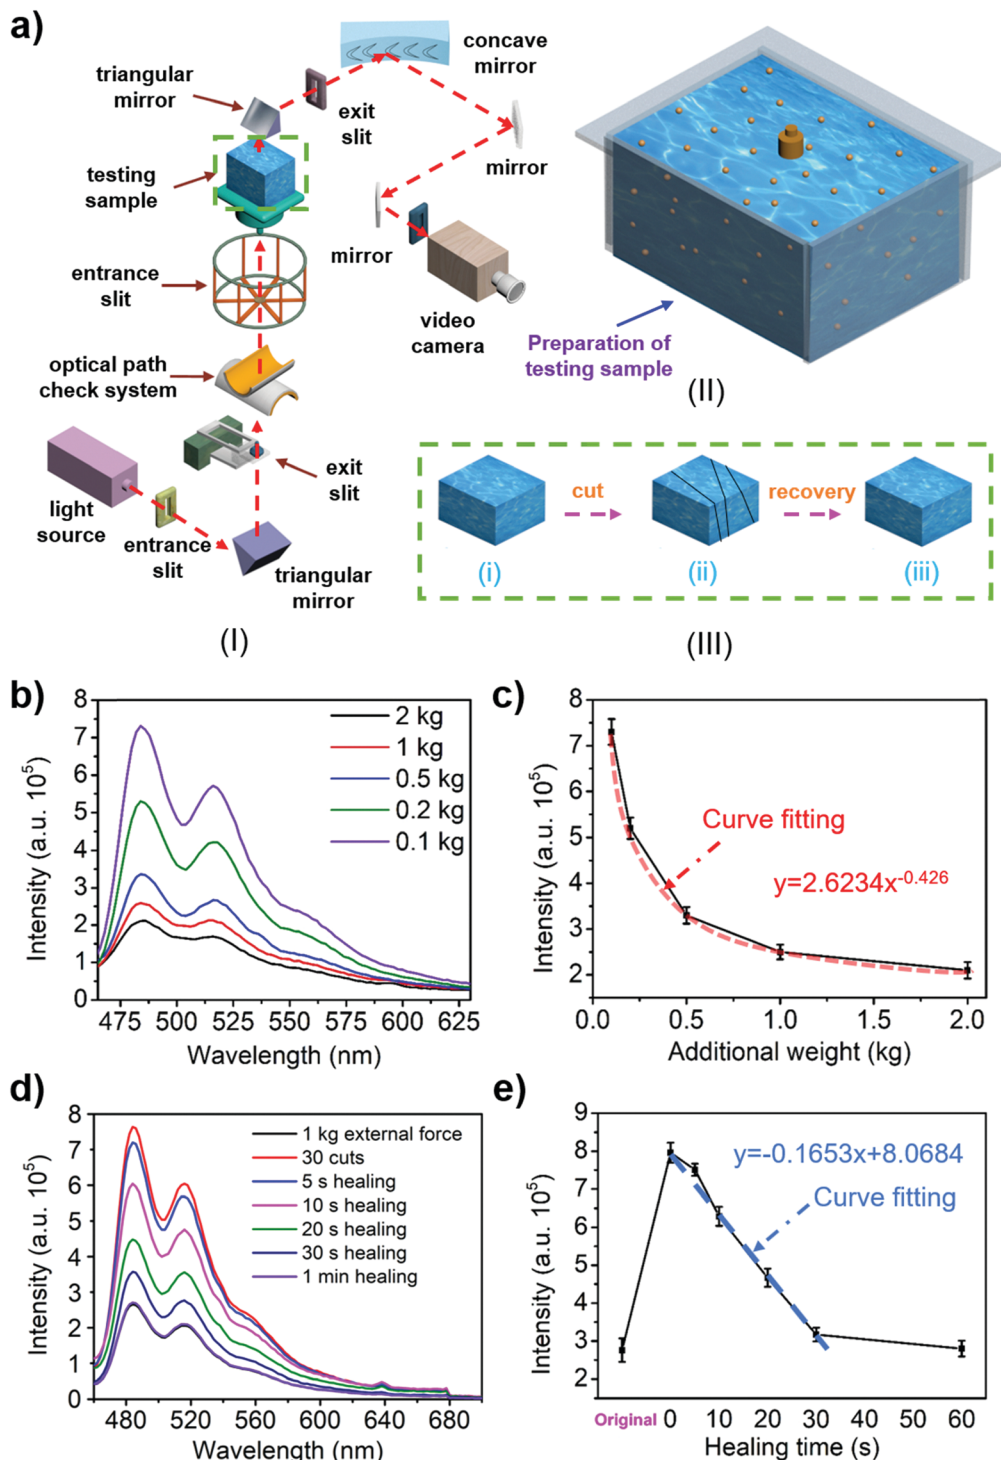 a)
concave
mirror
triangular
mirror
exit
slit
mirror
testing
sample
mirror
entrance
slit
video
camera
Preparation of
testing sample
(II)
optical path
check system
exit
slit
light
source
entrance
slit
triangular
mirror
(I)
cut
recovery
(i)
(ii)
(iii)
(III)
b)
8
7
6
5
4
3
2
1
0
Intensity (a.u. 10⁵)
2 kg
1 kg
0.5 kg
0.2 kg
0.1 kg
475 500 525 550 575 600 625
Wavelength (nm)
c)
8
7
6
5
4
3
2
Intensity (a.u. 10⁵)
Curve fitting
y=2.6234x⁻⁰·⁴²⁶
0.0 0.5 1.0 1.5 2.0
Additional weight (kg)
d)
8
7
6
5
4
3
2
1
0
Intensity (a.u. 10⁵)
1 kg external force
30 cuts
5 s healing
10 s healing
20 s healing
30 s healing
1 min healing
480 520 560 600 640 680
Wavelength (nm)
e)
9
8
7
6
5
4
3
2
Intensity (a.u. 10⁵)
y=-0.1653x+8.0684
Curve fitting
Original 0 10 20 30 40 50 60
Healing time (s)